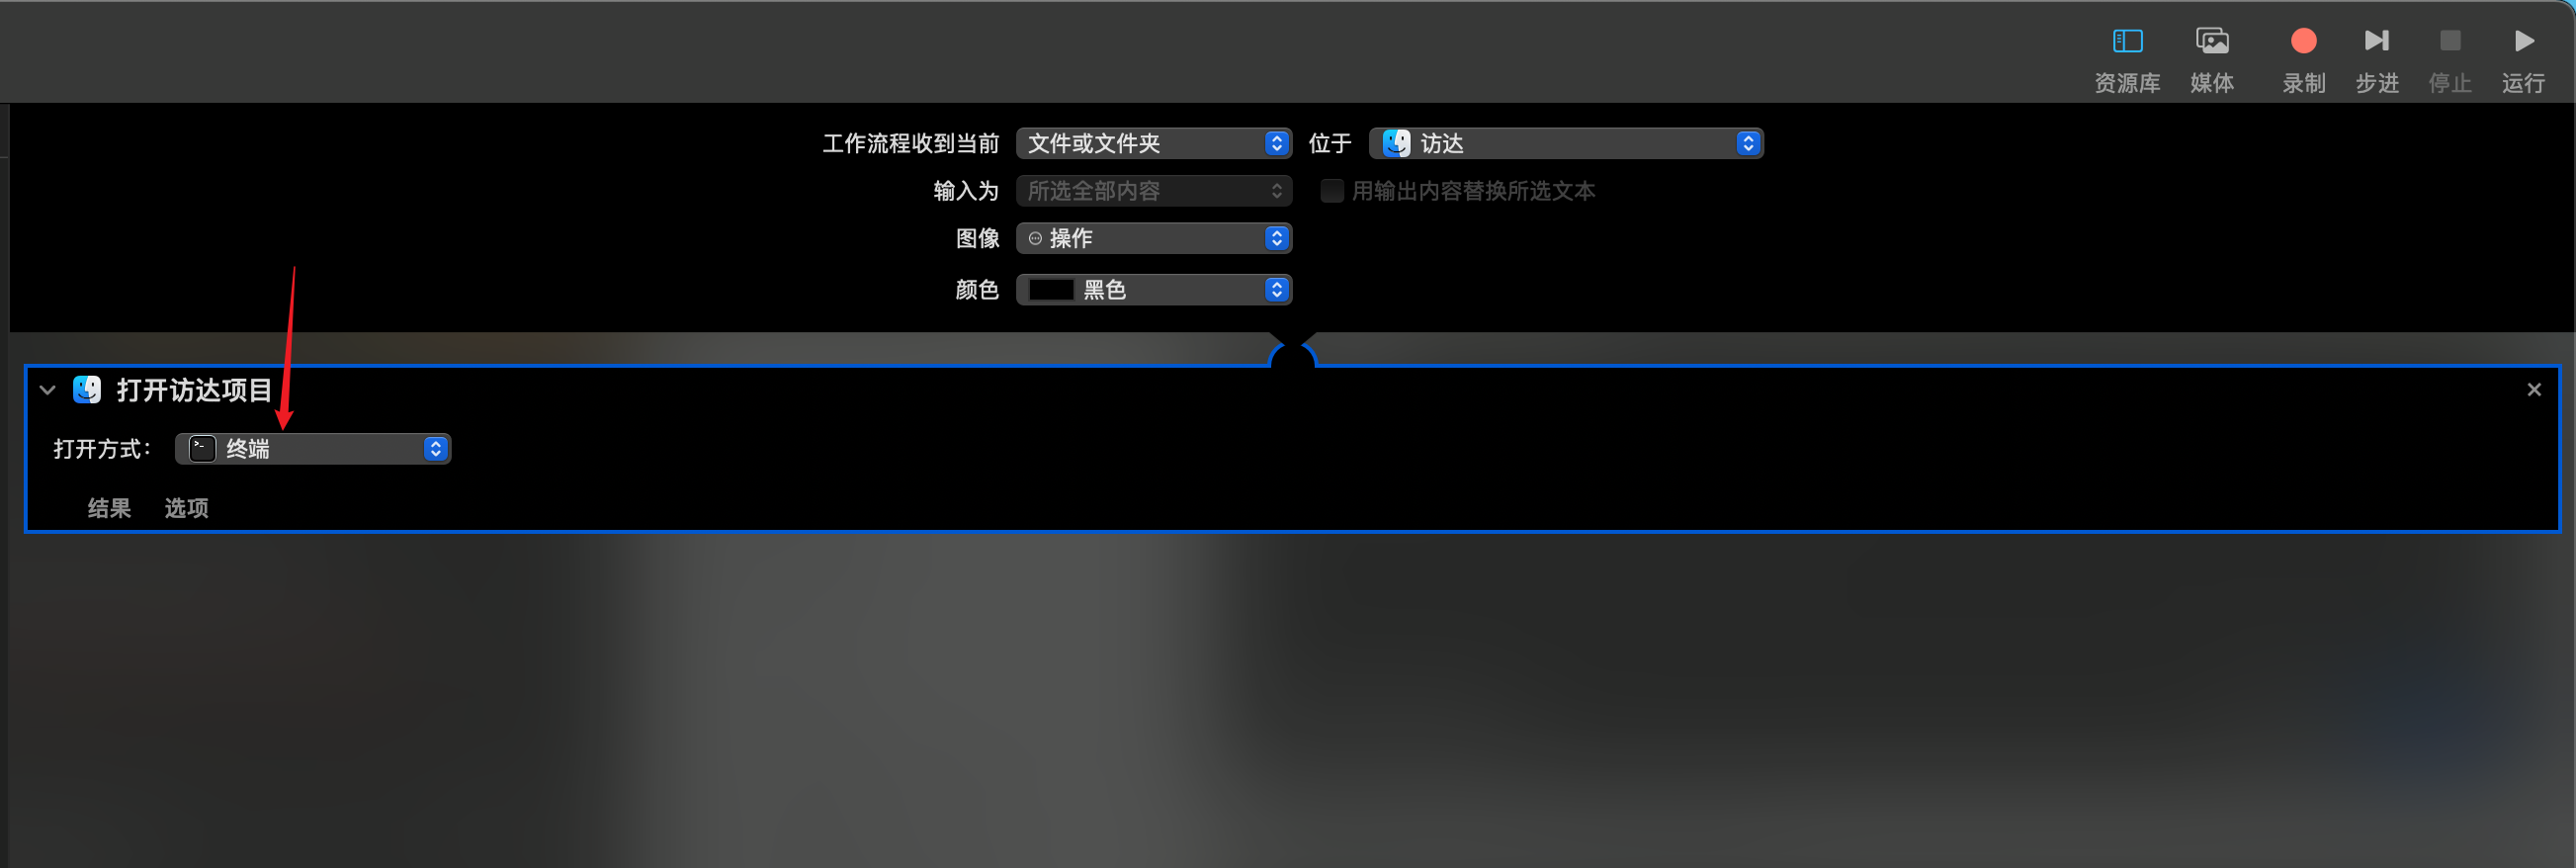 资源库 媒体 录制 步进 停止 运行
工作流程收到当前 文件或文件夹 位于 访达
输入为 所选全部内容 用输出内容替换所选文本
图像 操作
颜色 黑色
打开访达项目
打开方式： 终端
结果 选项